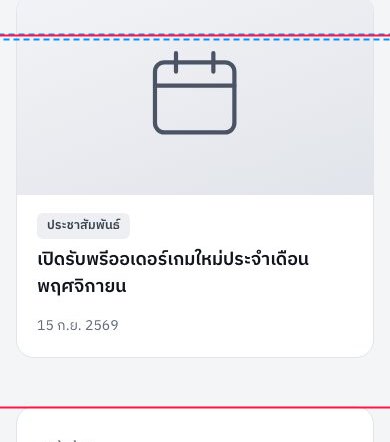 ประชาสัมพันธ์
เปิดรับพรีออเดอร์เกมใหม่ประจำเดือน
พฤศจิกายน
15 ก.ย. 2569